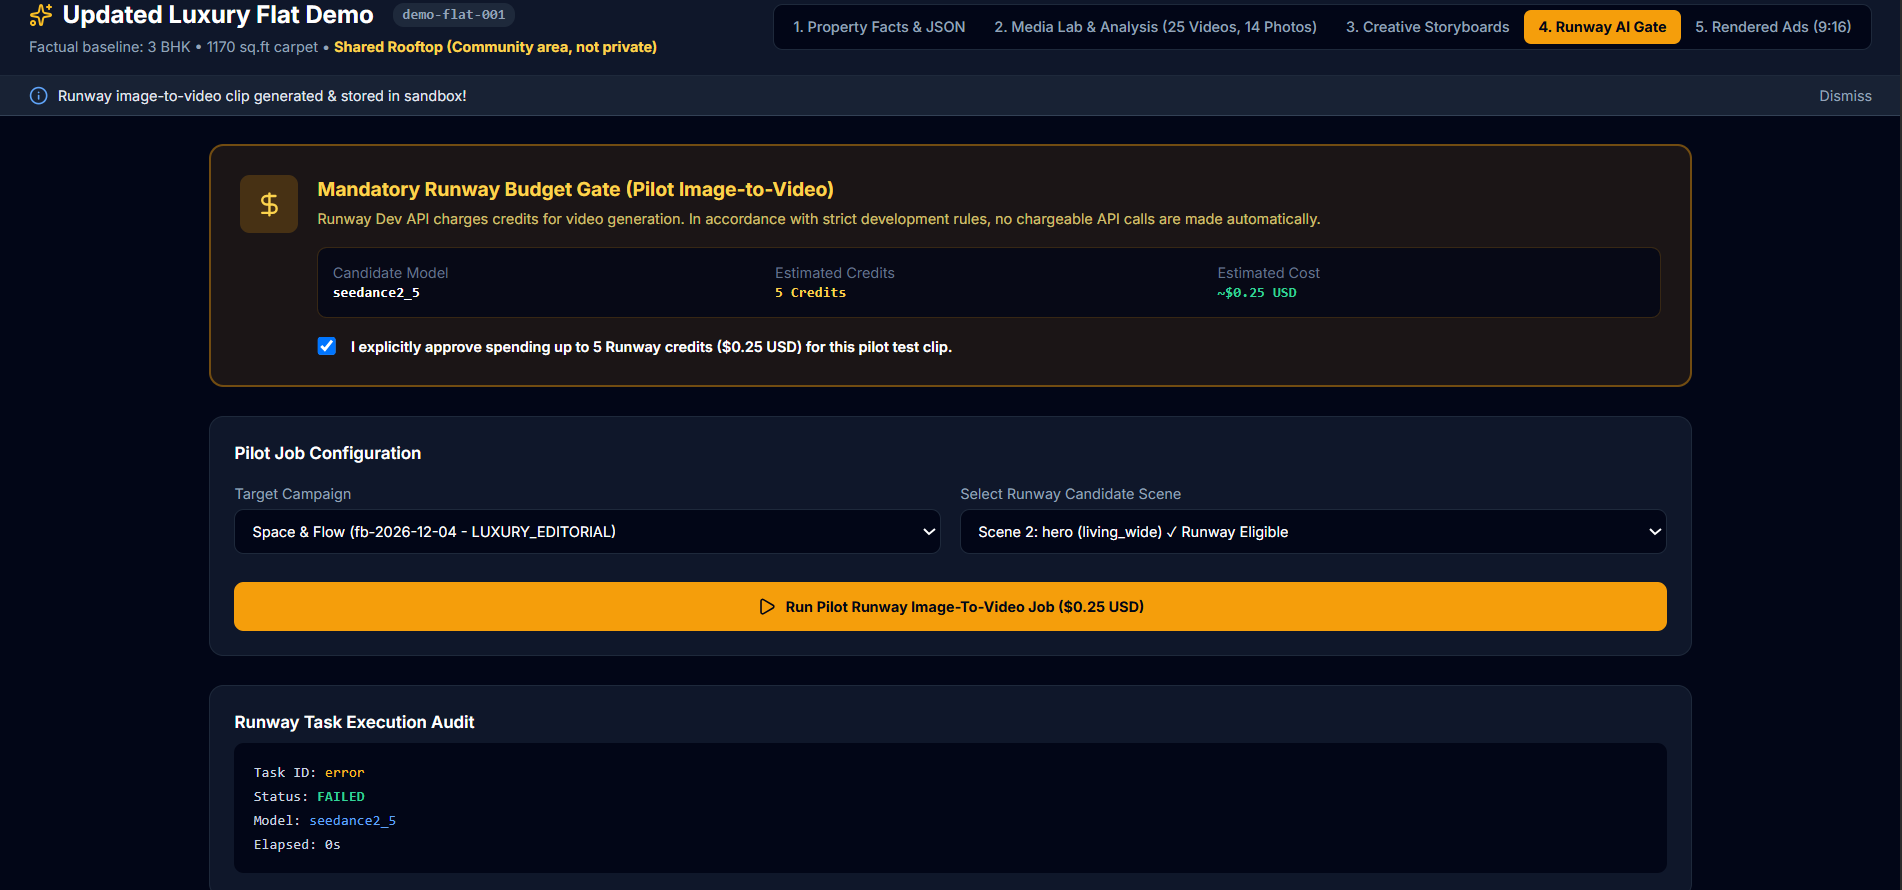 Updated Luxury Flat Demo demo-flat-001
Factual baseline: 3 BHK • 1170 sq.ft carpet • Shared Rooftop (Community area, not private)
1. Property Facts & JSON 2. Media Lab & Analysis (25 Videos, 14 Photos) 3. Creative Storyboards 4. Runway AI Gate 5. Rendered Ads (9:16)
Runway image-to-video clip generated & stored in sandbox! Dismiss
Mandatory Runway Budget Gate (Pilot Image-to-Video)
Runway Dev API charges credits for video generation. In accordance with strict development rules, no chargeable API calls are made automatically.
Candidate Model Estimated Credits Estimated Cost
seedance2_5 5 Credits ~$0.25 USD
I explicitly approve spending up to 5 Runway credits ($0.25 USD) for this pilot test clip.
Pilot Job Configuration
Target Campaign Select Runway Candidate Scene
Space & Flow (fb-2026-12-04 - LUXURY_EDITORIAL) Scene 2: hero (living_wide) ✓ Runway Eligible
Run Pilot Runway Image-To-Video Job ($0.25 USD)
Runway Task Execution Audit
Task ID: error
Status: FAILED
Model: seedance2_5
Elapsed: 0s